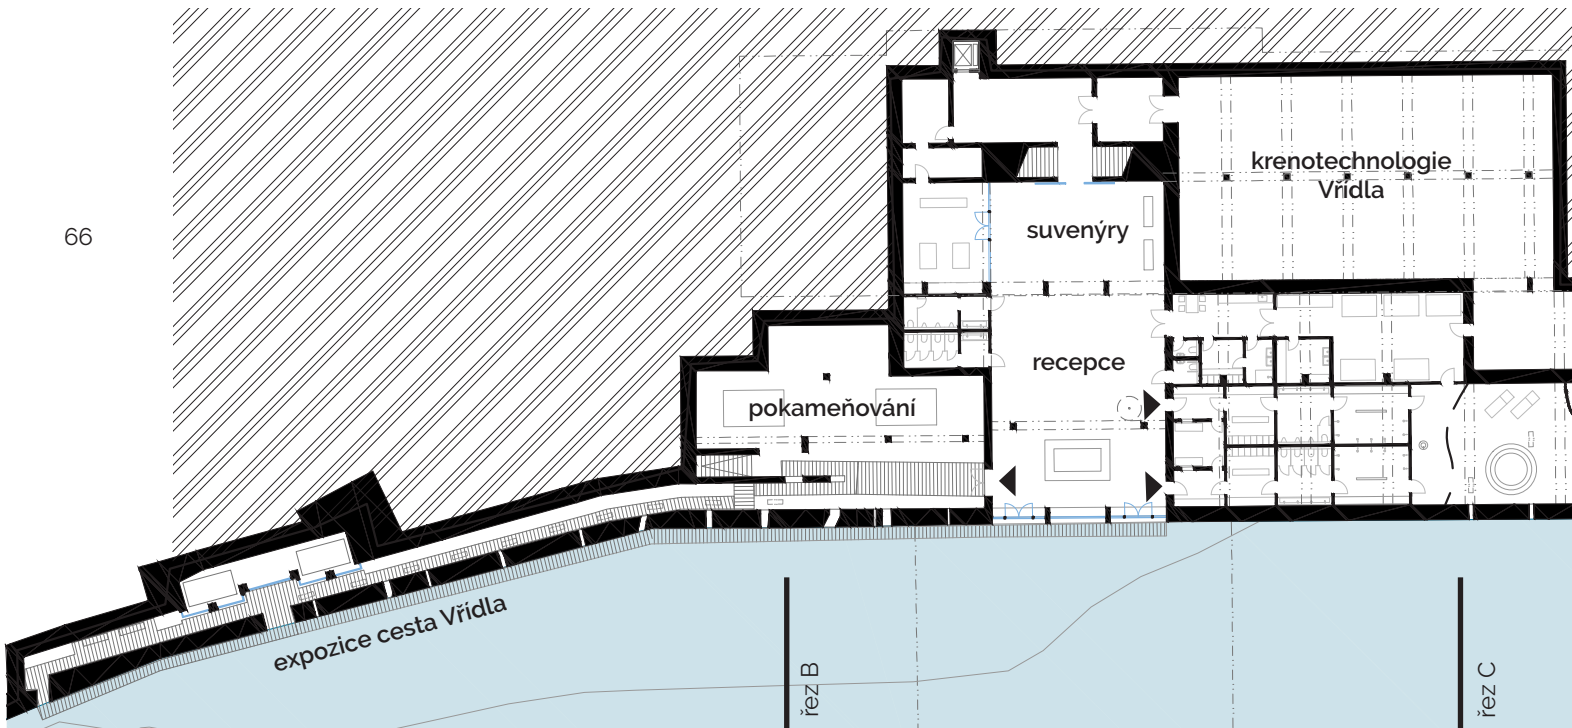 krenotechnologie
Vřídla
66
suvenýry
recepce
pokameňování
expozice cesta Vřídla
řez B
řez C